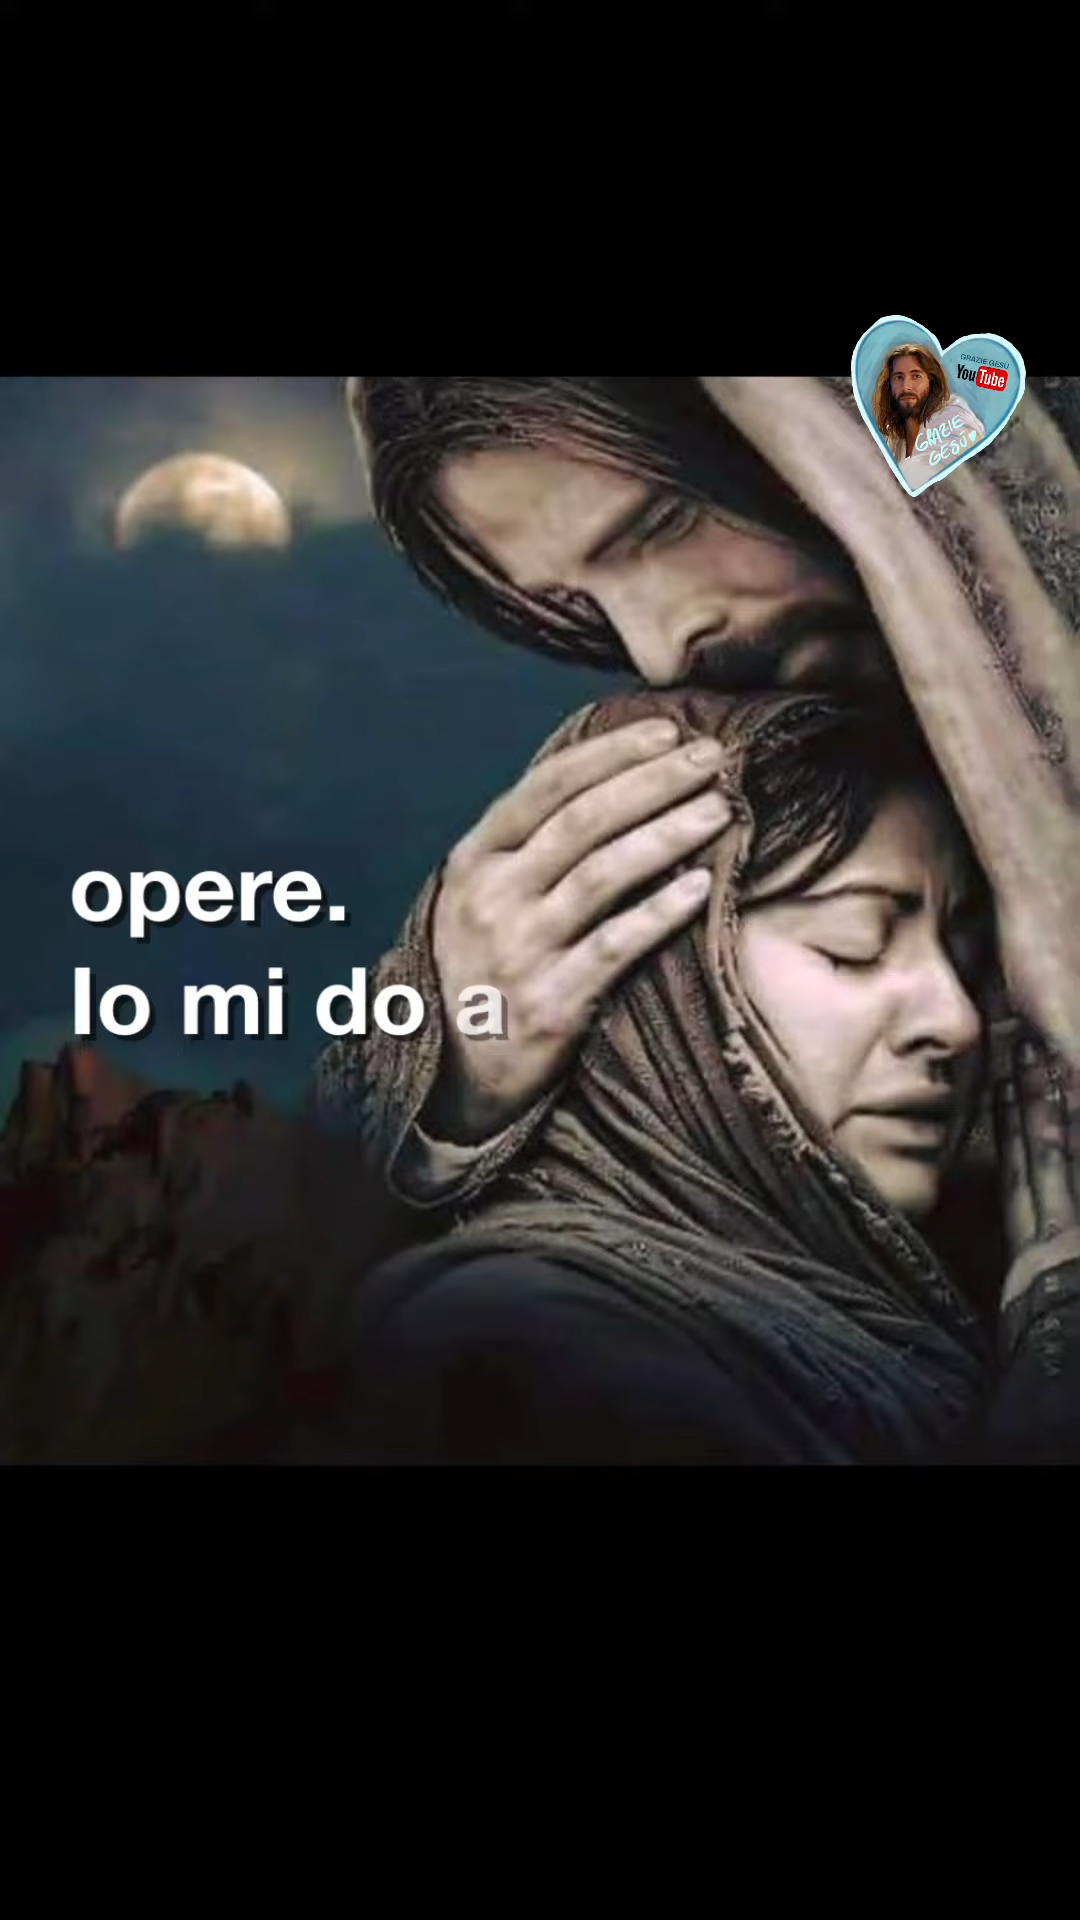 GRAZIE GESÙ
YouTube
GRAZIE
GESÙ
opere.
Io mi do a